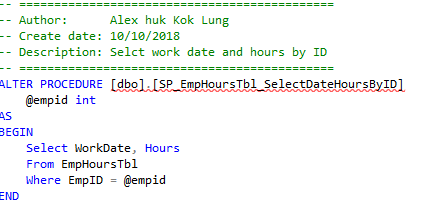 -- =============================================
-- Author:		Alex huk Kok Lung
-- Create date: 10/10/2018
-- Description:	Selct work date and hours by ID
-- =============================================
ALTER PROCEDURE [dbo].[SP_EmpHoursTbl_SelectDateHoursByID]
@empid int
AS
BEGIN
Select WorkDate, Hours
From EmpHoursTbl
Where EmpID = @empid
END